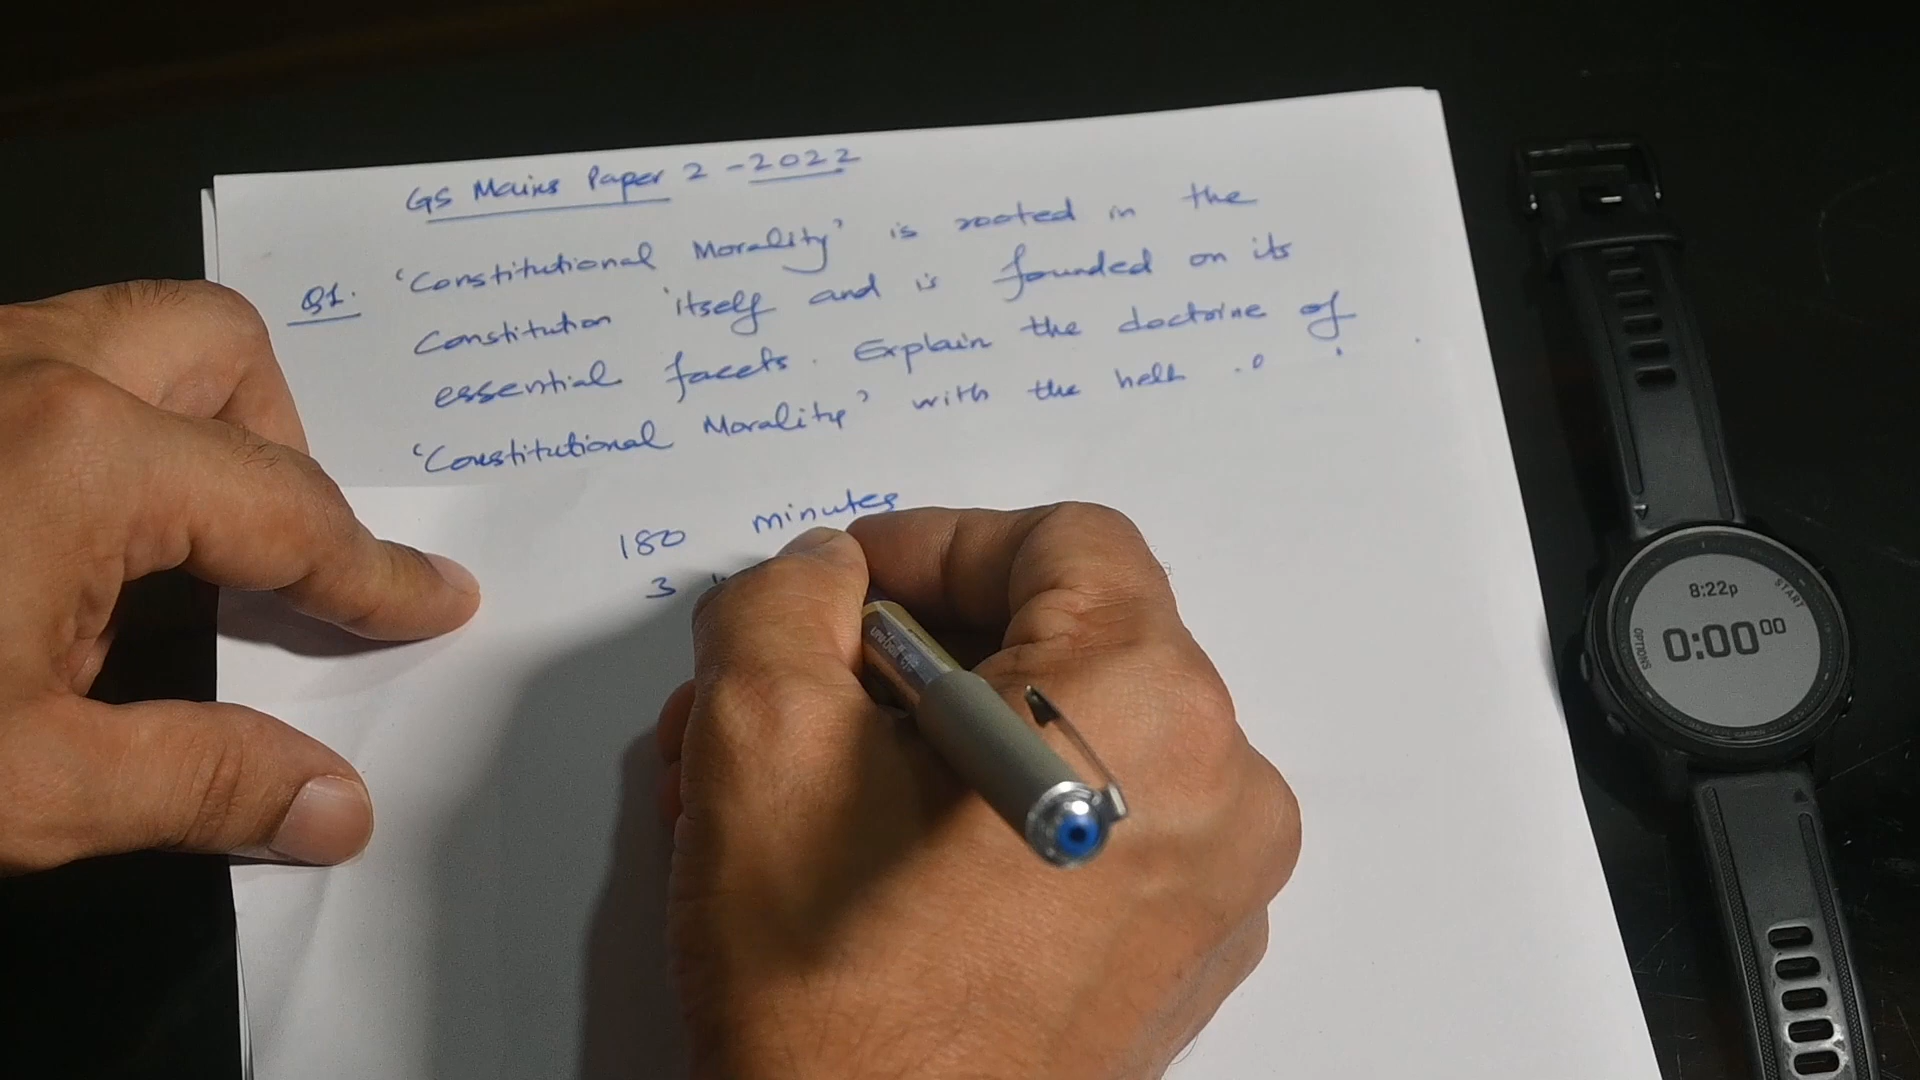 GS Mains Paper 2 - 2022
Q1. 'Constitutional Morality' is rooted in the
Constitution itself and is founded on its
essential facets. Explain the doctrine of
'Constitutional Morality' with the
180 minutes
3
8:22p
START
0:00 00
OPTIONS